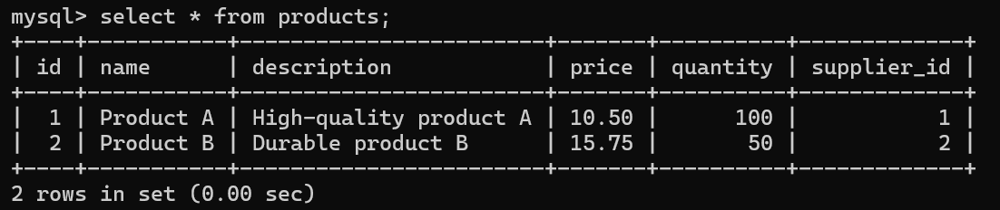 mysql> select * from products;
+----+-----------+------------------------+-------+----------+-------------+
| id | name      | description            | price | quantity | supplier_id |
+----+-----------+------------------------+-------+----------+-------------+
|  1 | Product A | High-quality product A | 10.50 |      100 |           1 |
|  2 | Product B | Durable product B      | 15.75 |       50 |           2 |
+----+-----------+------------------------+-------+----------+-------------+
2 rows in set (0.00 sec)